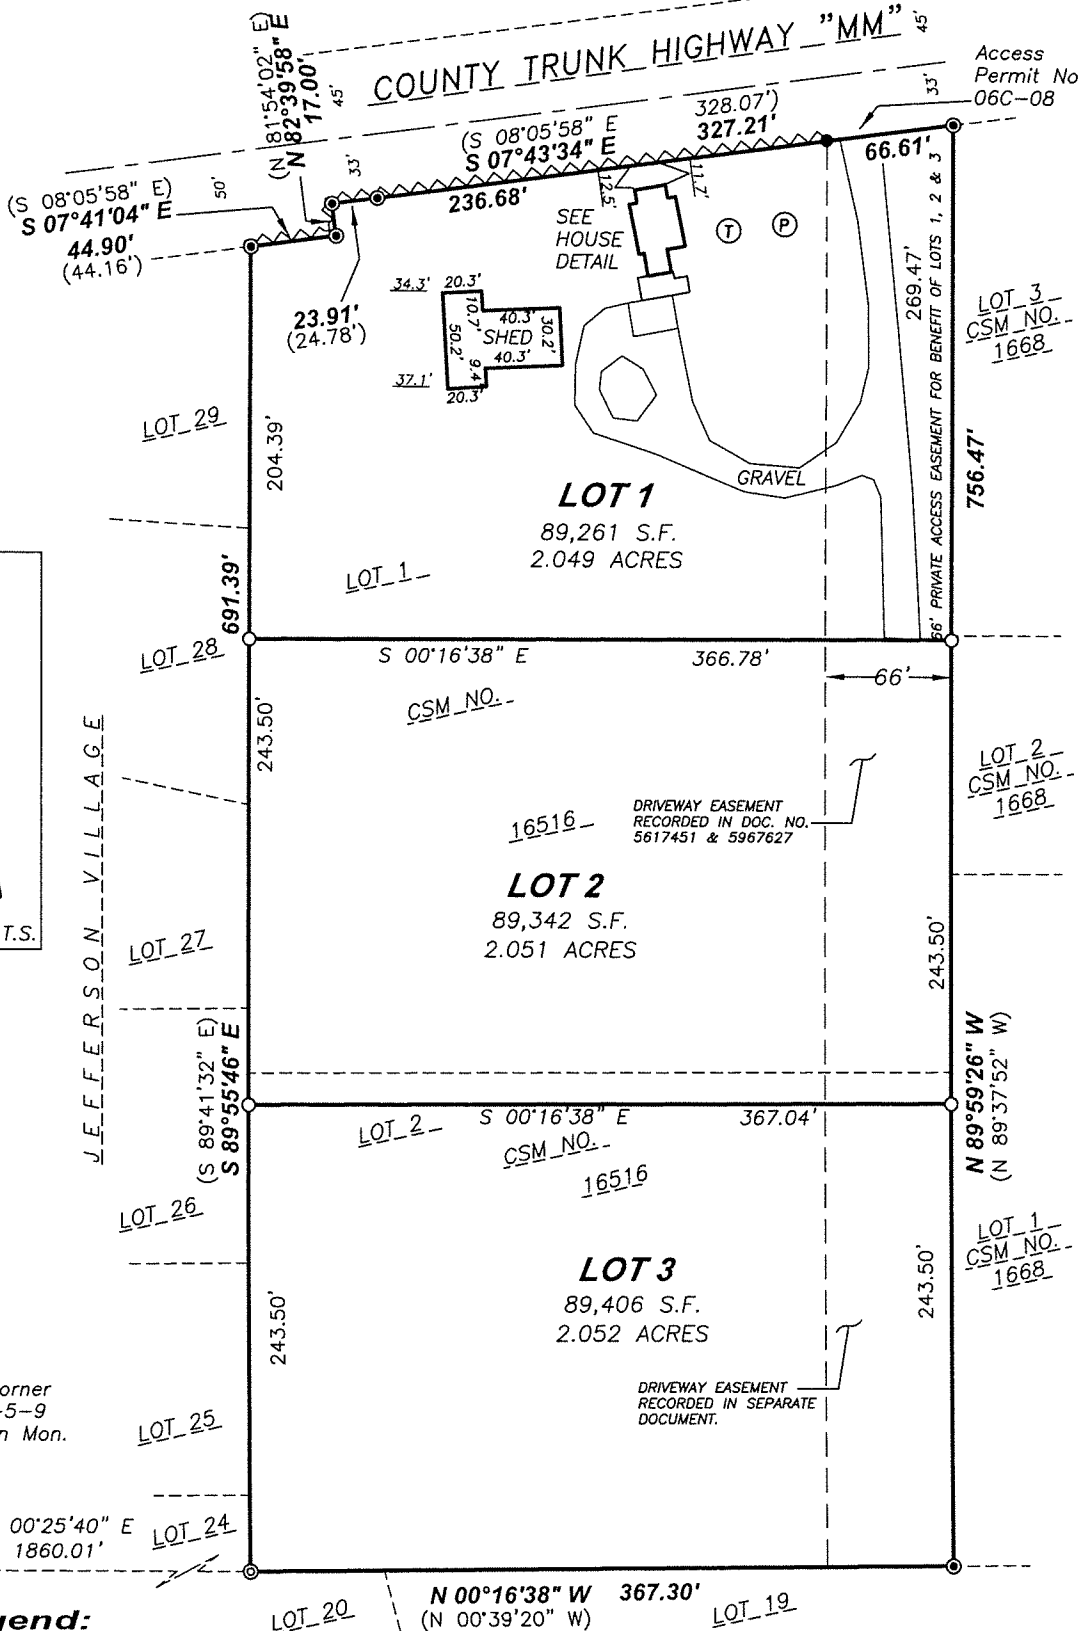 COUNTY TRUNK HIGHWAY "MM"
45'
Access
Permit No
06C-08
33'
(N 81°54'02" E)
N 82°39'58" E
17.00'
45'
33'
(S 08°05'58" E
328.07')
S 07°43'34" E
327.21'
66.61'
236.68'
(S 08°05'58" E)
S 07°41'04" E
44.90'
(44.16')
50'
23.91'
(24.78')
12.5'
11.7'
SEE
HOUSE
DETAIL
T
P
34.3'
20.3'
10.7'
40.3'
30.2'
SHED
50.2'
9.4'
40.3'
37.1'
20.3'
269.47'
66' PRIVATE ACCESS EASEMENT FOR BENEFIT OF LOTS 1, 2 & 3
LOT 3
CSM NO.
1668
756.47'
LOT 29
204.39'
GRAVEL
LOT 1
89,261 S.F.
2.049 ACRES
LOT 1
691.39'
LOT 28
S 00°16'38" E
366.78'
66'
CSM NO.
243.50'
JEFFERSON VILLAGE
LOT 2
CSM NO.
1668
DRIVEWAY EASEMENT
RECORDED IN DOC. NO.
5617451 & 5967627
16516
LOT 2
89,342 S.F.
2.051 ACRES
T.S.
LOT 27
243.50'
(S 89°41'32" E)
S 89°55'46" E
N 89°59'26" W
(N 89°37'52" W)
S 00°16'38" E
367.04'
LOT 2
CSM NO.
16516
LOT 26
LOT 1
CSM NO.
1668
LOT 3
89,406 S.F.
2.052 ACRES
243.50'
243.50'
DRIVEWAY EASEMENT
RECORDED IN SEPARATE
DOCUMENT.
orner
-5-9
n Mon.
LOT 25
00°25'40" E
1860.01'
LOT 24
N 00°16'38" W
367.30'
(N 00°39'20" W)
LOT 20
LOT 19
gend: